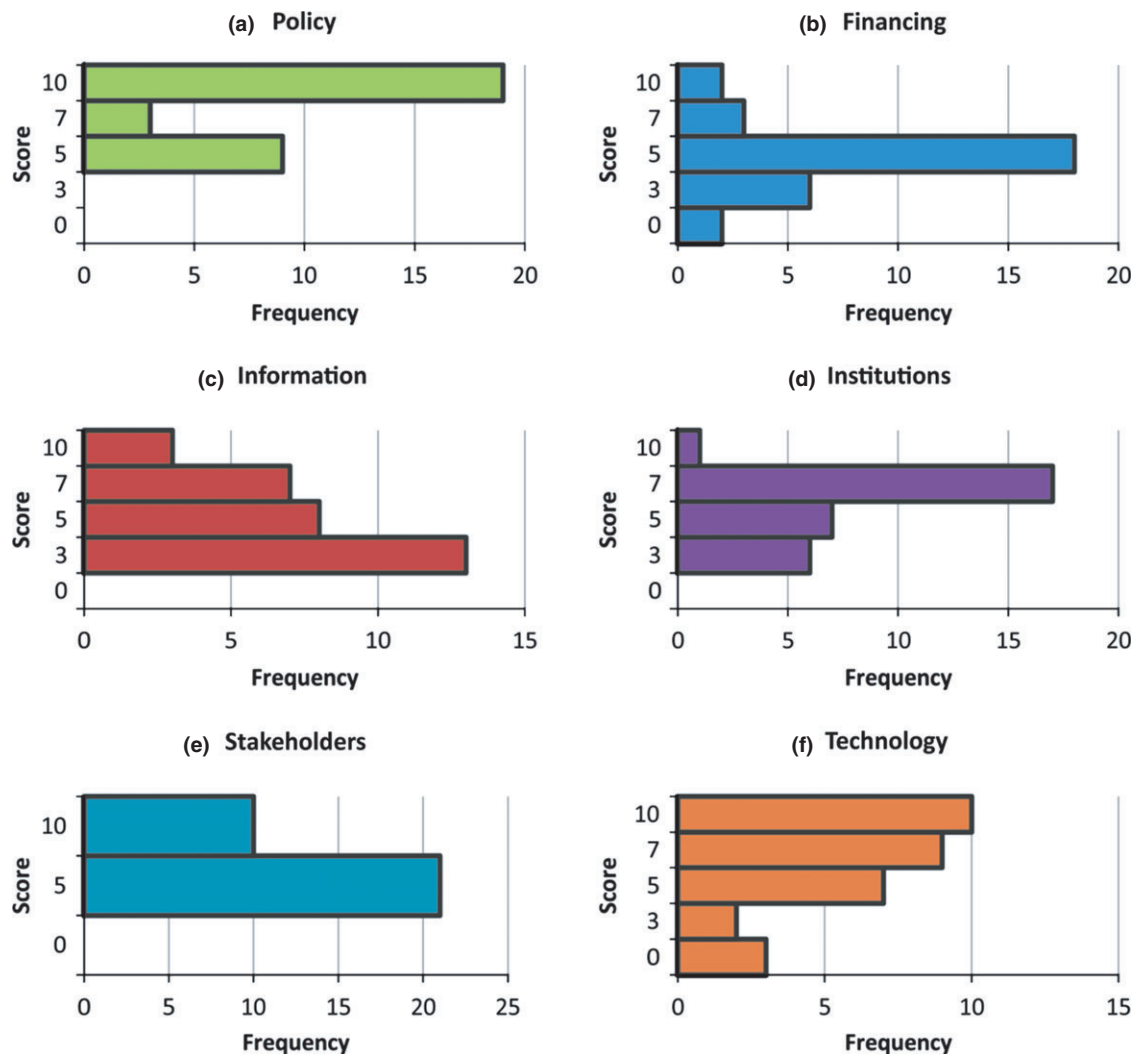 (a) Policy
Score
10
7
5
3
0
0 5 10 15 20
Frequency
(b) Financing
Score
10
7
5
3
0
0 5 10 15 20
Frequency
(c) Information
Score
10
7
5
3
0
0 5 10 15
Frequency
(d) Institutions
Score
10
7
5
3
0
0 5 10 15 20
Frequency
(e) Stakeholders
Score
10
5
0
0 5 10 15 20 25
Frequency
(f) Technology
Score
10
7
5
3
0
0 5 10 15
Frequency